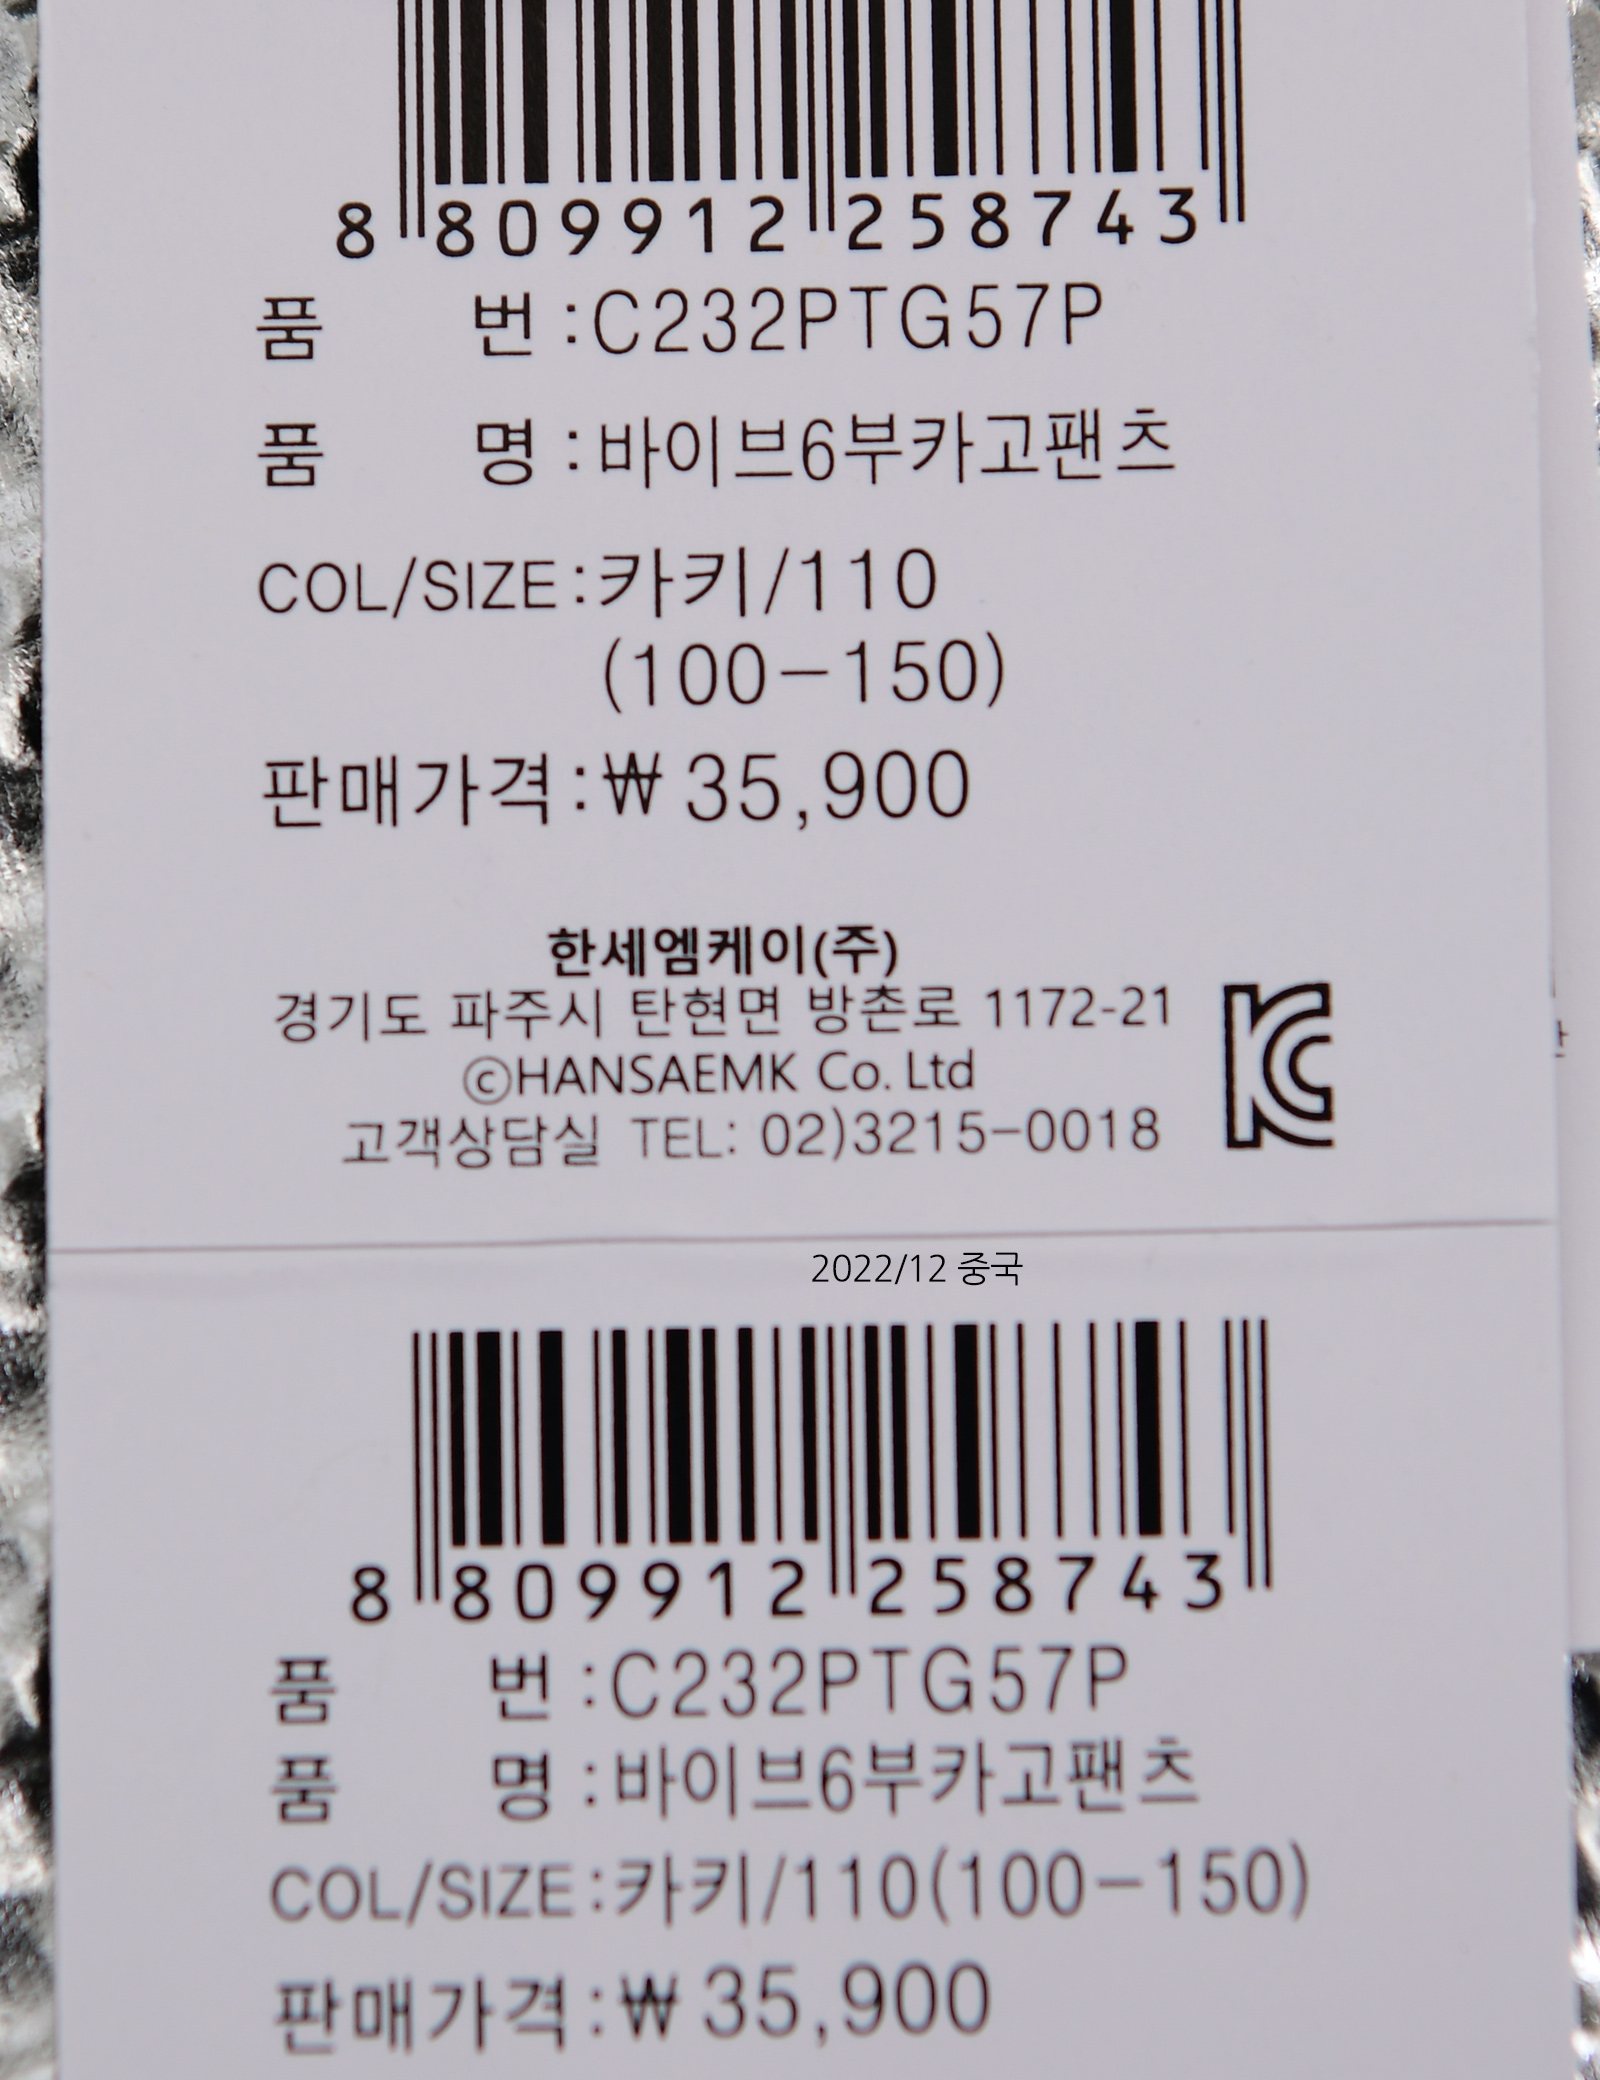 8 809912 258743
품 번 : C232PTG57P
품 명 : 바이브6부카고팬츠
COL/SIZE : 카키/110
(100-150)
판매가격 : ₩ 35,900
한세엠케이(주)
경기도 파주시 탄현면 방촌로 1172-21
ⓒHANSAEMK Co. Ltd
고객상담실 TEL: 02)3215-0018
2022/12 중국
8 809912 258743
품 번 : C232PTG57P
품 명 : 바이브6부카고팬츠
COL/SIZE : 카키/110(100-150)
판매가격 : ₩ 35,900